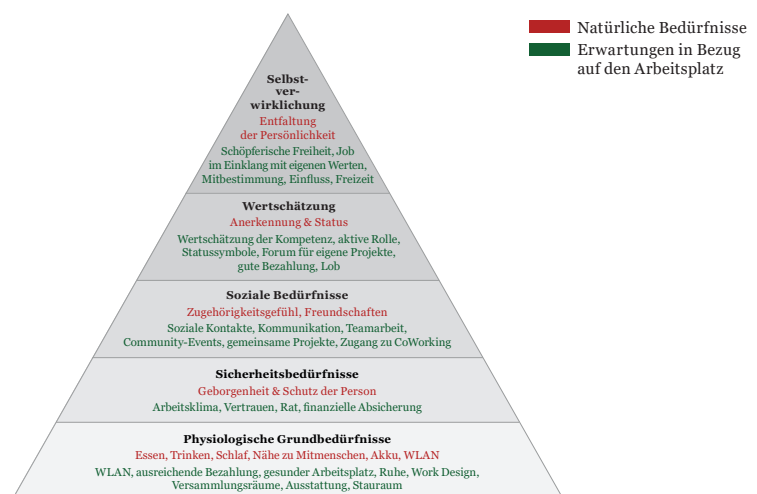 Natürliche Bedürfnisse
Erwartungen in Bezug
auf den Arbeitsplatz
Selbst-
ver-
wirklichung
Entfaltung
der Persönlichkeit
Schöpferische Freiheit, Job
im Einklang mit eigenen Werten,
Mitbestimmung, Einfluss, Freizeit
Wertschätzung
Anerkennung & Status
Wertschätzung der Kompetenz, aktive Rolle,
Statussymbole, Forum für eigene Projekte,
gute Bezahlung, Lob
Soziale Bedürfnisse
Zugehörigkeitsgefühl, Freundschaften
Soziale Kontakte, Kommunikation, Teamarbeit,
Community-Events, gemeinsame Projekte, Zugang zu CoWorking
Sicherheitsbedürfnisse
Geborgenheit & Schutz der Person
Arbeitsklima, Vertrauen, Rat, finanzielle Absicherung
Physiologische Grundbedürfnisse
Essen, Trinken, Schlaf, Nähe zu Mitmenschen, Akku, WLAN
WLAN, ausreichende Bezahlung, gesunder Arbeitsplatz, Ruhe, Work Design,
Versammlungsräume, Ausstattung, Stauraum